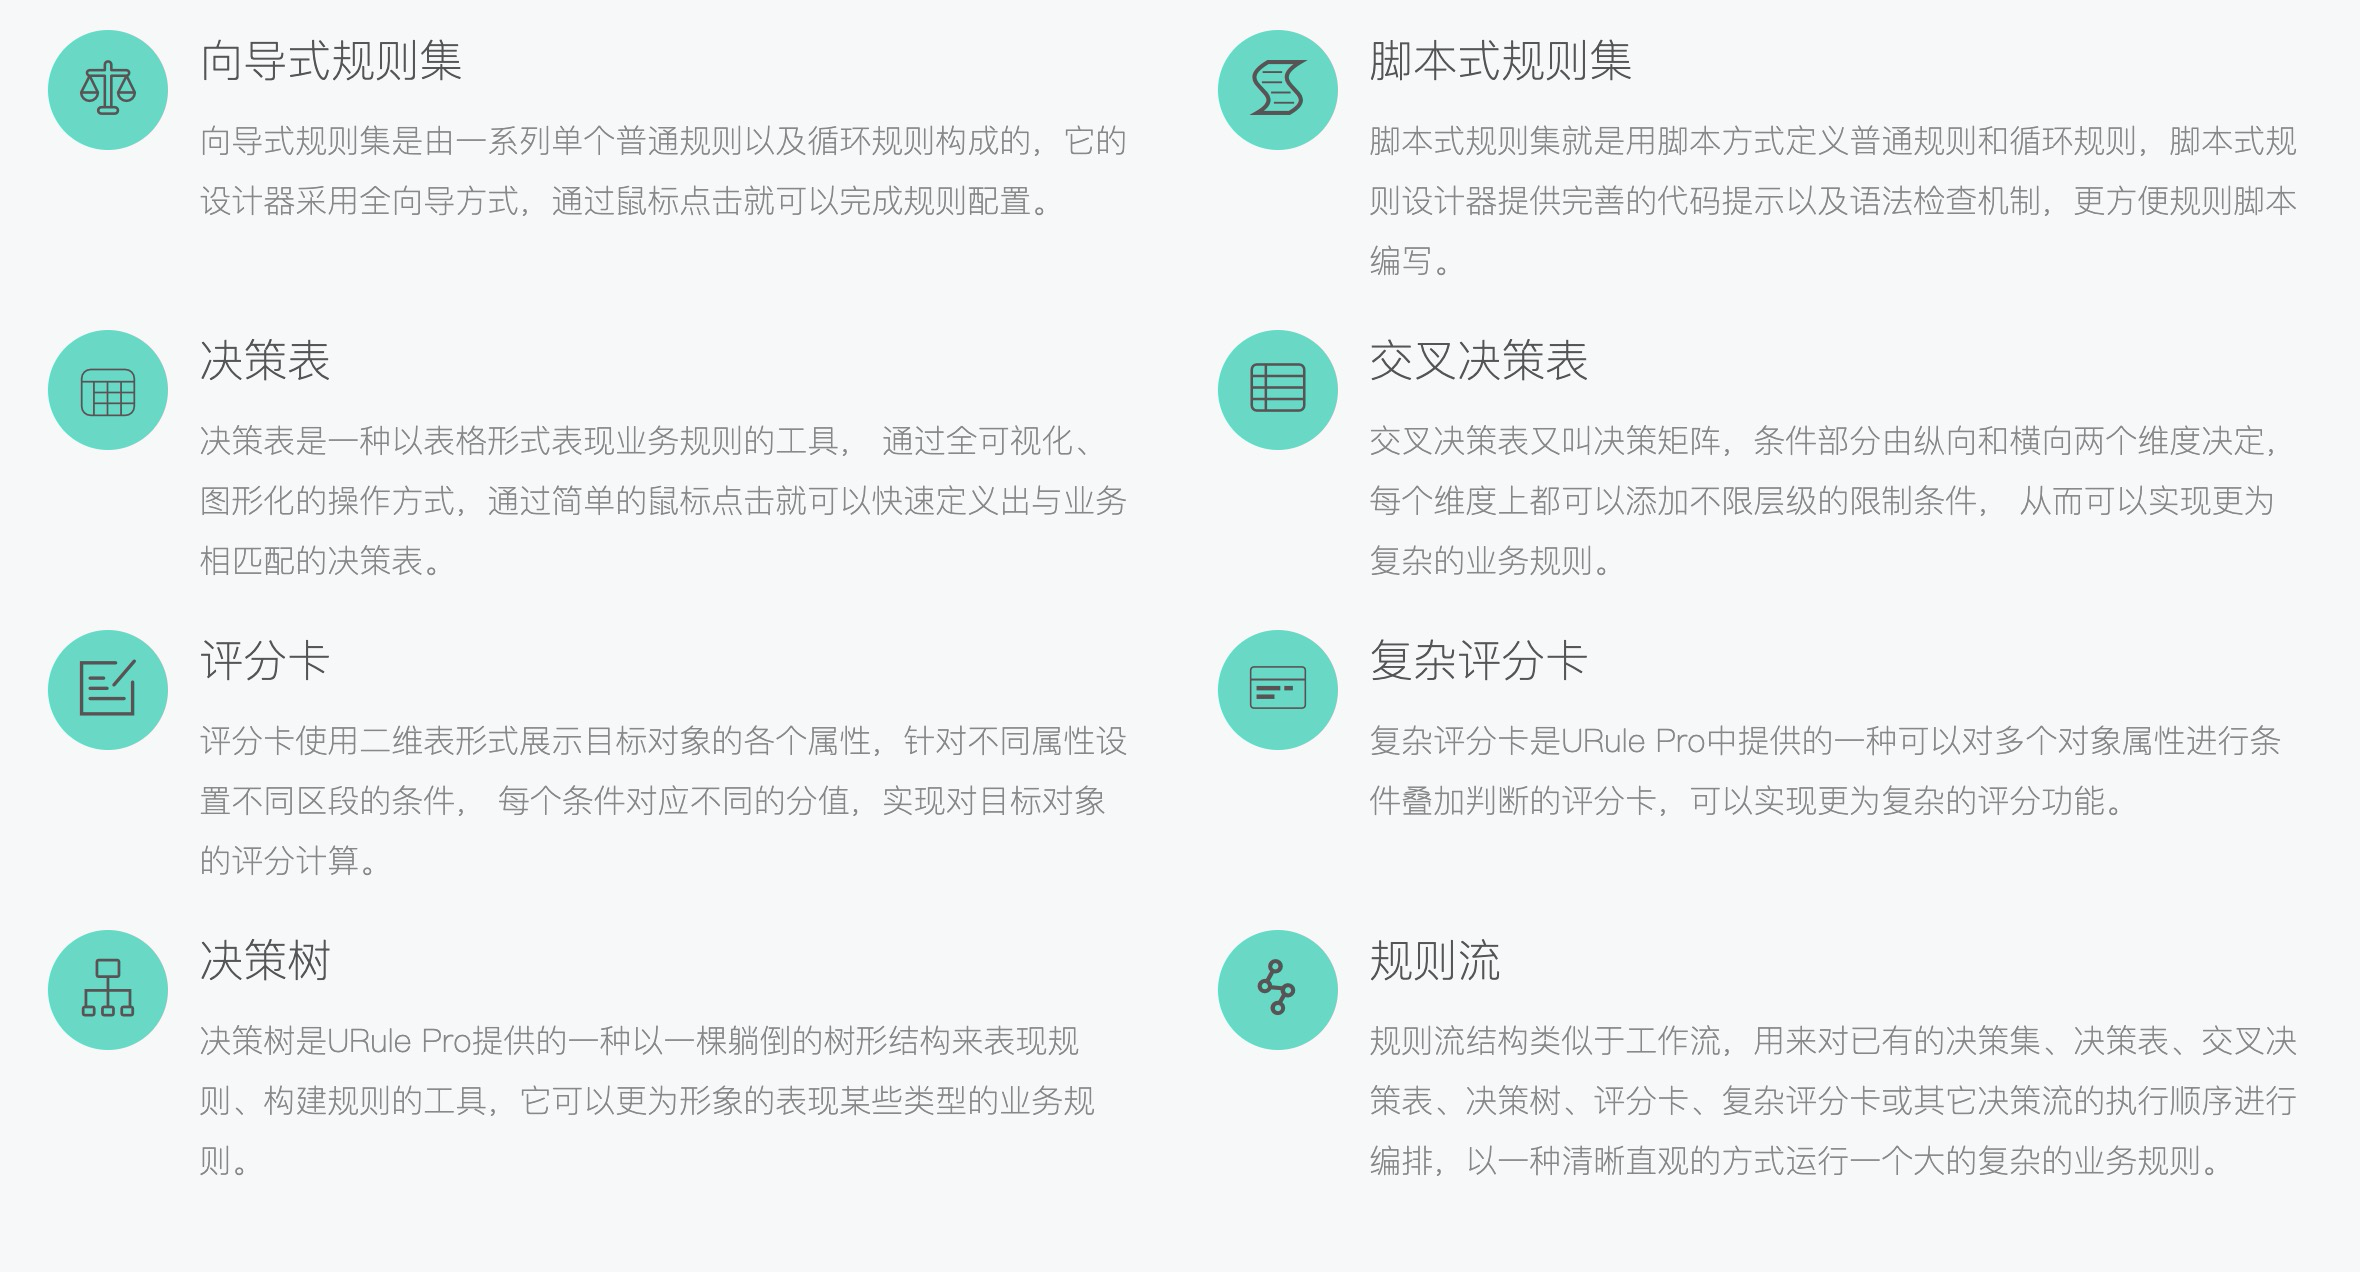 向导式规则集
向导式规则集是由一系列单个普通规则以及循环规则构成的，它的
设计器采用全向导方式，通过鼠标点击就可以完成规则配置。
脚本式规则集
脚本式规则集就是用脚本方式定义普通规则和循环规则，脚本式规
则设计器提供完善的代码提示以及语法检查机制，更方便规则脚本
编写。
决策表
决策表是一种以表格形式表现业务规则的工具， 通过全可视化、
图形化的操作方式，通过简单的鼠标点击就可以快速定义出与业务
相匹配的决策表。
交叉决策表
交叉决策表又叫决策矩阵，条件部分由纵向和横向两个维度决定，
每个维度上都可以添加不限层级的限制条件， 从而可以实现更为
复杂的业务规则。
评分卡
评分卡使用二维表形式展示目标对象的各个属性，针对不同属性设
置不同区段的条件， 每个条件对应不同的分值，实现对目标对象
的评分计算。
复杂评分卡
复杂评分卡是URule Pro中提供的一种可以对多个对象属性进行条
件叠加判断的评分卡，可以实现更为复杂的评分功能。
决策树
决策树是URule Pro提供的一种以一棵躺倒的树形结构来表现规
则、构建规则的工具，它可以更为形象的表现某些类型的业务规
则。
规则流
规则流结构类似于工作流，用来对已有的决策集、决策表、交叉决
策表、决策树、评分卡、复杂评分卡或其它决策流的执行顺序进行
编排，以一种清晰直观的方式运行一个大的复杂的业务规则。